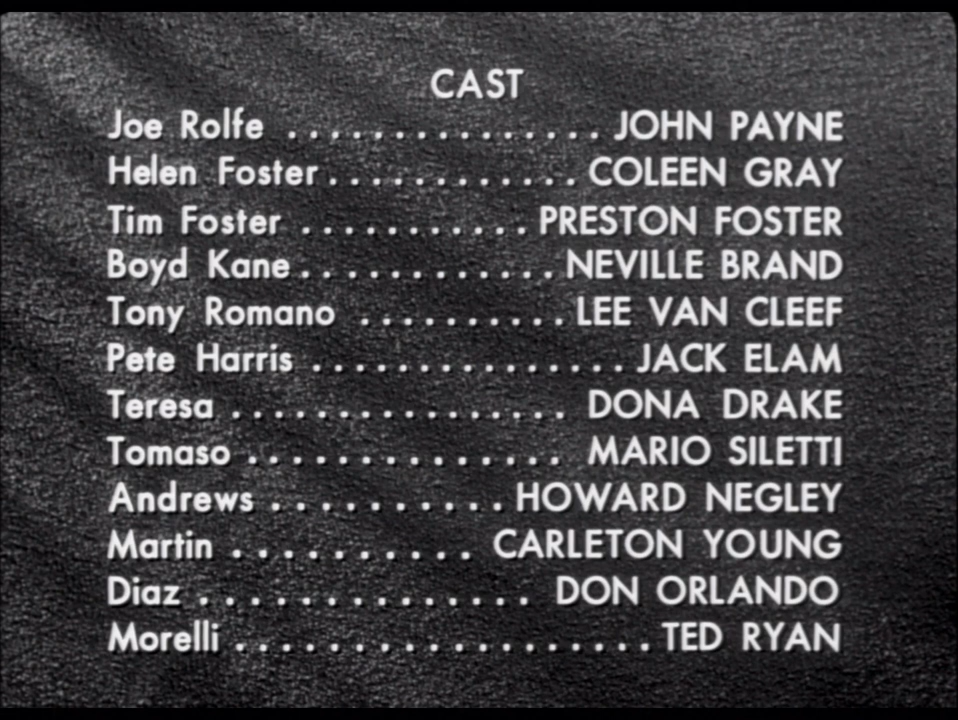 CAST
Joe Rolfe ............... JOHN PAYNE
Helen Foster ............ COLEEN GRAY
Tim Foster ........... PRESTON FOSTER
Boyd Kane ............ NEVILLE BRAND
Tony Romano .......... LEE VAN CLEEF
Pete Harris ............... JACK ELAM
Teresa ................ DONA DRAKE
Tomaso .............. MARIO SILETTI
Andrews .......... HOWARD NEGLEY
Martin .......... CARLETON YOUNG
Diaz .............. DON ORLANDO
Morelli .................. TED RYAN